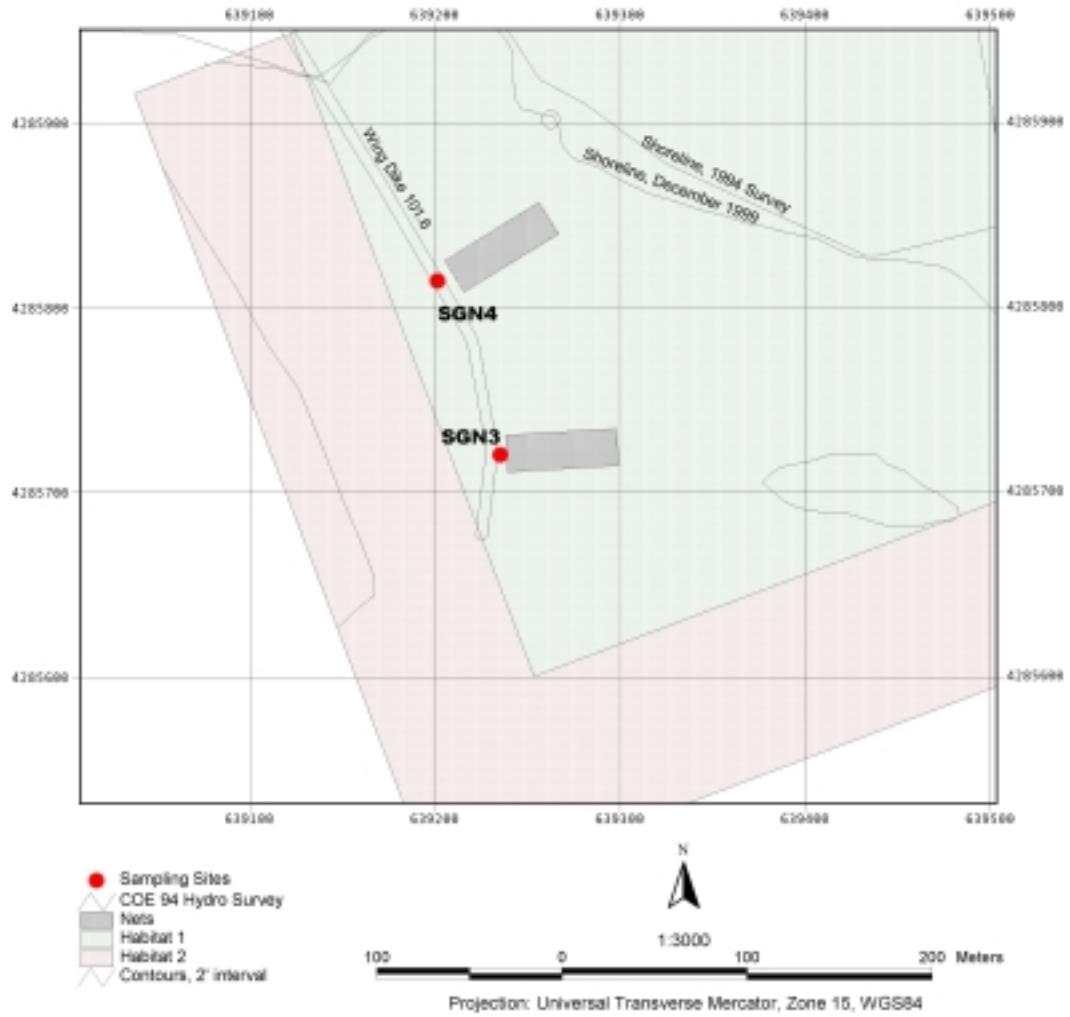 639100 639200 639300 639400 639500
4285900 4285900
Wing Dike 101.8
Shoreline, 1994 Survey
Shoreline, December 1999
4285800 4285800
SGN4
SGN3
4285700 4285700
4285600 4285600
639100 639200 639300 639400 639500
Sampling Sites
COE 94 Hydro Survey
Nets
Habitat 1
Habitat 2
Contours, 2' interval
N
1:3000
100 0 100 200 Meters
Projection: Universal Transverse Mercator, Zone 15, WGS84